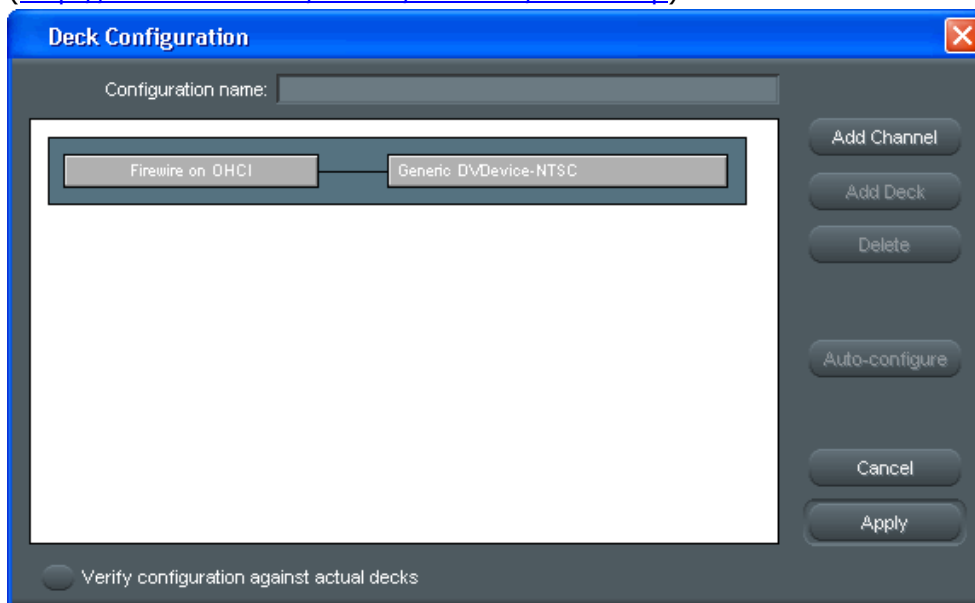 Deck Configuration
Configuration name:
Firewire on OHCI
Generic DVDevice-NTSC
Add Channel
Add Deck
Delete
Auto-configure
Cancel
Apply
Verify configuration against actual decks